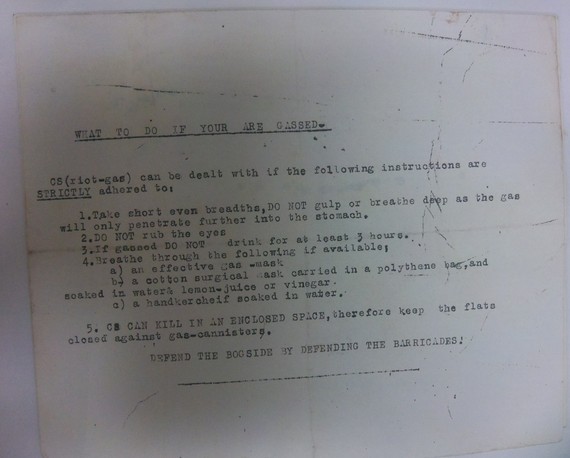 WHAT TO DO IF YOUR ARE GASSED.
CS(riot-gas) can be dealt with if the following instructions are
STRICTLY adhered to;
1.Take short even breadths,DO NOT gulp or breathe deep as the gas
will only penetrate further into the stomach.
2.DO NOT rub the eyes
3.If gassed DO NOT drink for at least 3 hours.
4.Breathe through the following if available;
a) an effective gas -mask
b) a cotton surgical mask carried in a polythene bag,and
soaked in water& lemon-juice or vinegar.
c) a handkercheif soaked in water.
5. CS CAN KILL IN AN ENCLOSED SPACE,therefore keep the flats
closed against gas-cannisters.
DEFEND THE BOGSIDE BY DEFENDING THE BARRICADES!